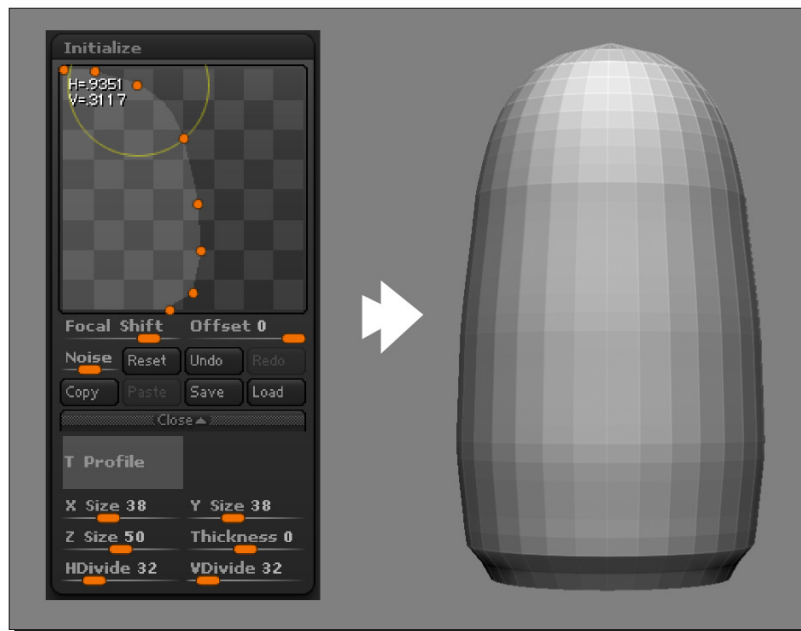 Initialize
H=.9351
V=.3117
Focal Shift Offset 0
Noise Reset Undo Redo
Copy Paste Save Load
Close
T Profile
X Size 38 Y Size 38
Z Size 50 Thickness 0
HDivide 32 VDivide 32